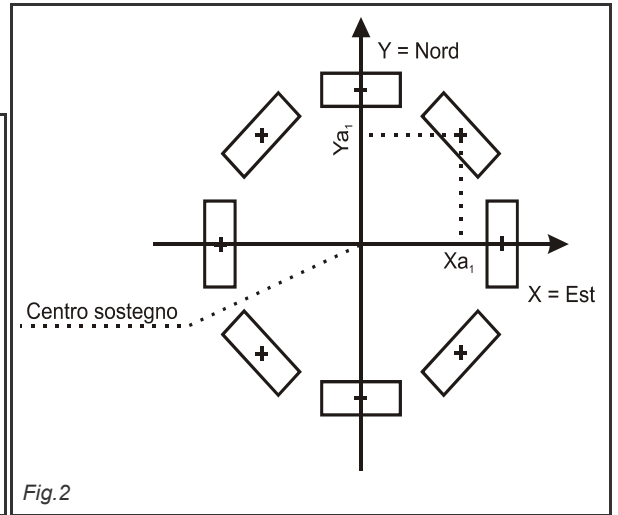 Y = Nord
Ya1
Xa1
X = Est
Centro sostegno
Fig.2